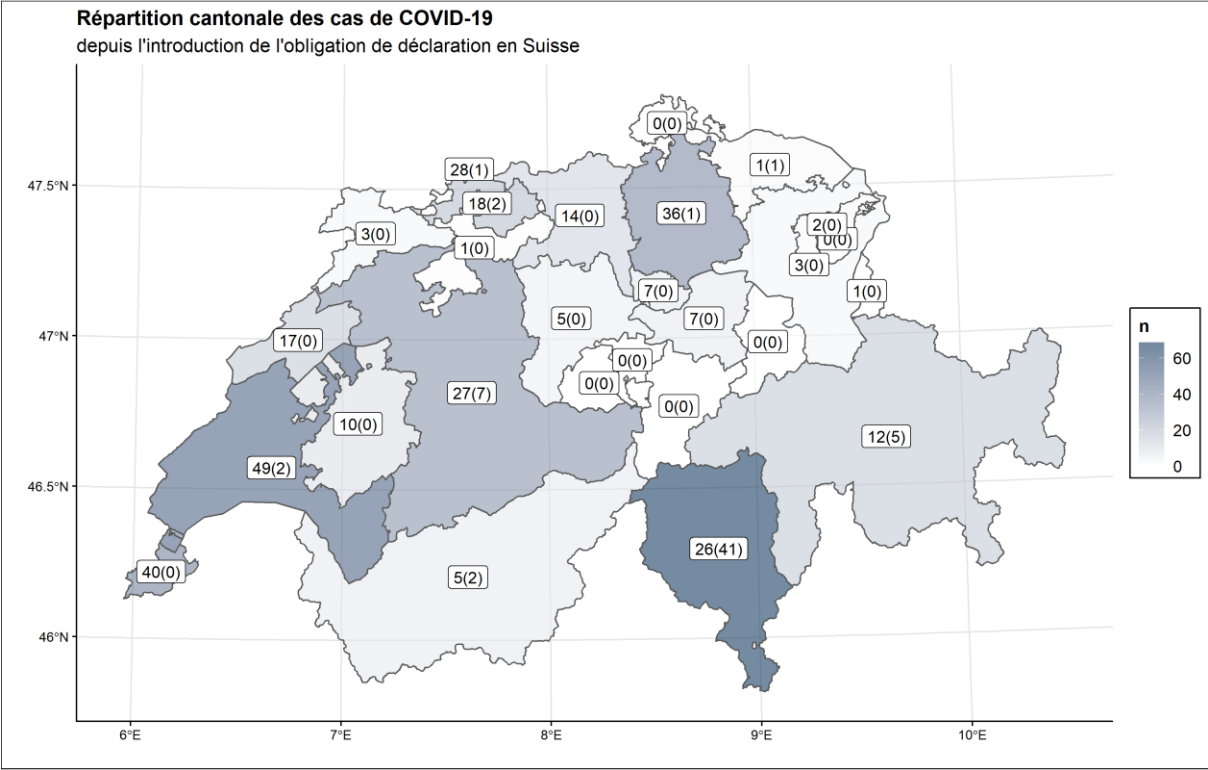 Répartition cantonale des cas de COVID-19
depuis l'introduction de l'obligation de déclaration en Suisse
0(0)
1(1)
28(1)
18(2)
14(0)
36(1)
2(0)
0(0)
3(0)
1(0)
3(0)
7(0)
1(0)
5(0)
7(0)
17(0)
0(0)
0(0)
0(0)
27(7)
0(0)
10(0)
12(5)
49(2)
26(41)
40(0)
5(2)
47.5°N
47°N
46.5°N
46°N
6°E
7°E
8°E
9°E
10°E
n
60
40
20
0